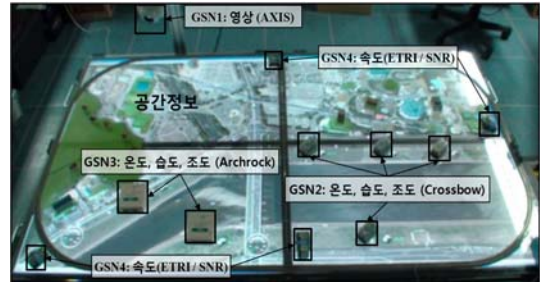 GSN1: 영상 (AXIS)
GSN4: 속도(ETRI / SNR)
공간정보
GSN3: 온도, 습도, 조도 (Archrock)
GSN2: 온도, 습도, 조도 (Crossbow)
GSN4: 속도(ETRI / SNR)